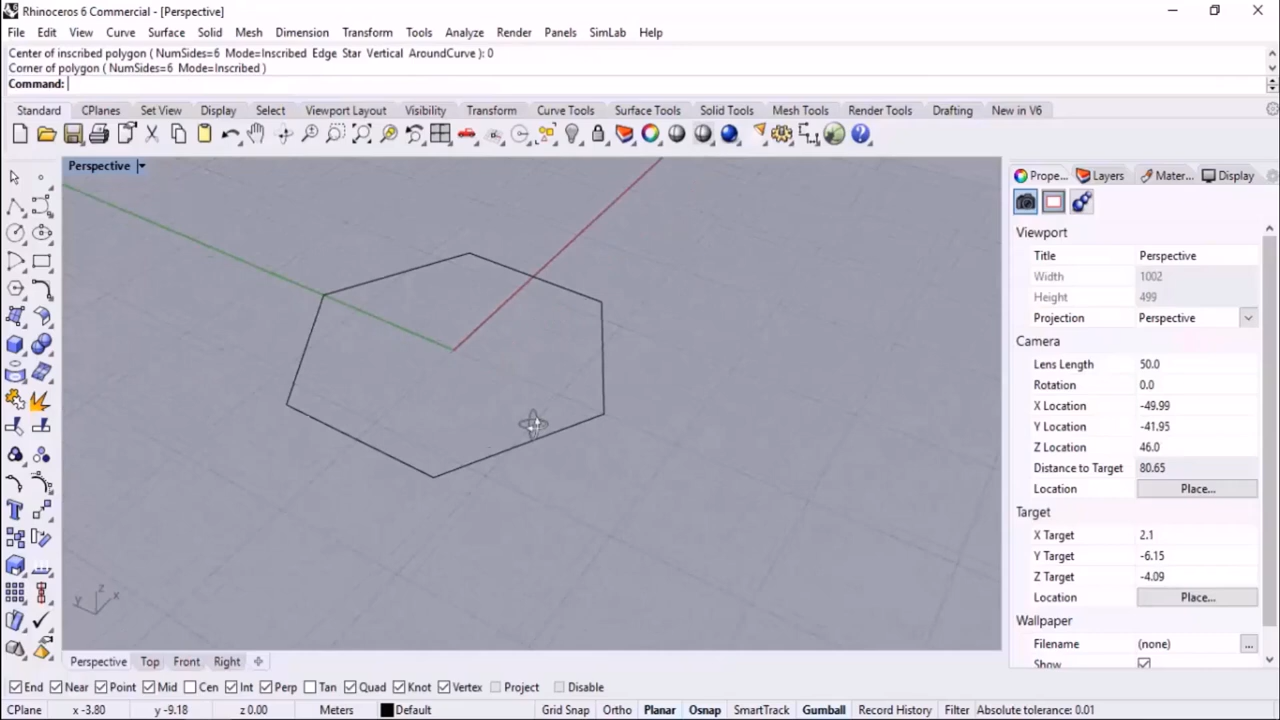 Rhinoceros 6 Commercial - [Perspective]
File Edit View Curve Surface Solid Mesh Dimension Transform Tools Analyze Render Panels SimLab Help
Center of inscribed polygon ( NumSides=6 Mode=Inscribed Edge Star Vertical AroundCurve ): 0
Corner of polygon ( NumSides=6 Mode=Inscribed )
Command:
Standard CPlanes Set View Display Select Viewport Layout Visibility Transform Curve Tools Surface Tools Solid Tools Mesh Tools Render Tools Drafting New in V6
Perspective
Prope... Layers Mater... Display
Viewport
Title Perspective
Width 1002
Height 499
Projection Perspective
Camera
Lens Length 50.0
Rotation 0.0
X Location -49.99
Y Location -41.95
Z Location 46.0
Distance to Target 80.65
Location Place...
Target
X Target 2.1
Y Target -6.15
Z Target -4.09
Location Place...
Wallpaper
Filename (none) ...
Show
z
y x
Perspective Top Front Right
End Near Point Mid Cen Int Perp Tan Quad Knot Vertex Project Disable
CPlane x -3.80 y -9.18 z 0.00 Meters Default Grid Snap Ortho Planar Osnap SmartTrack Gumball Record History Filter Absolute tolerance: 0.01